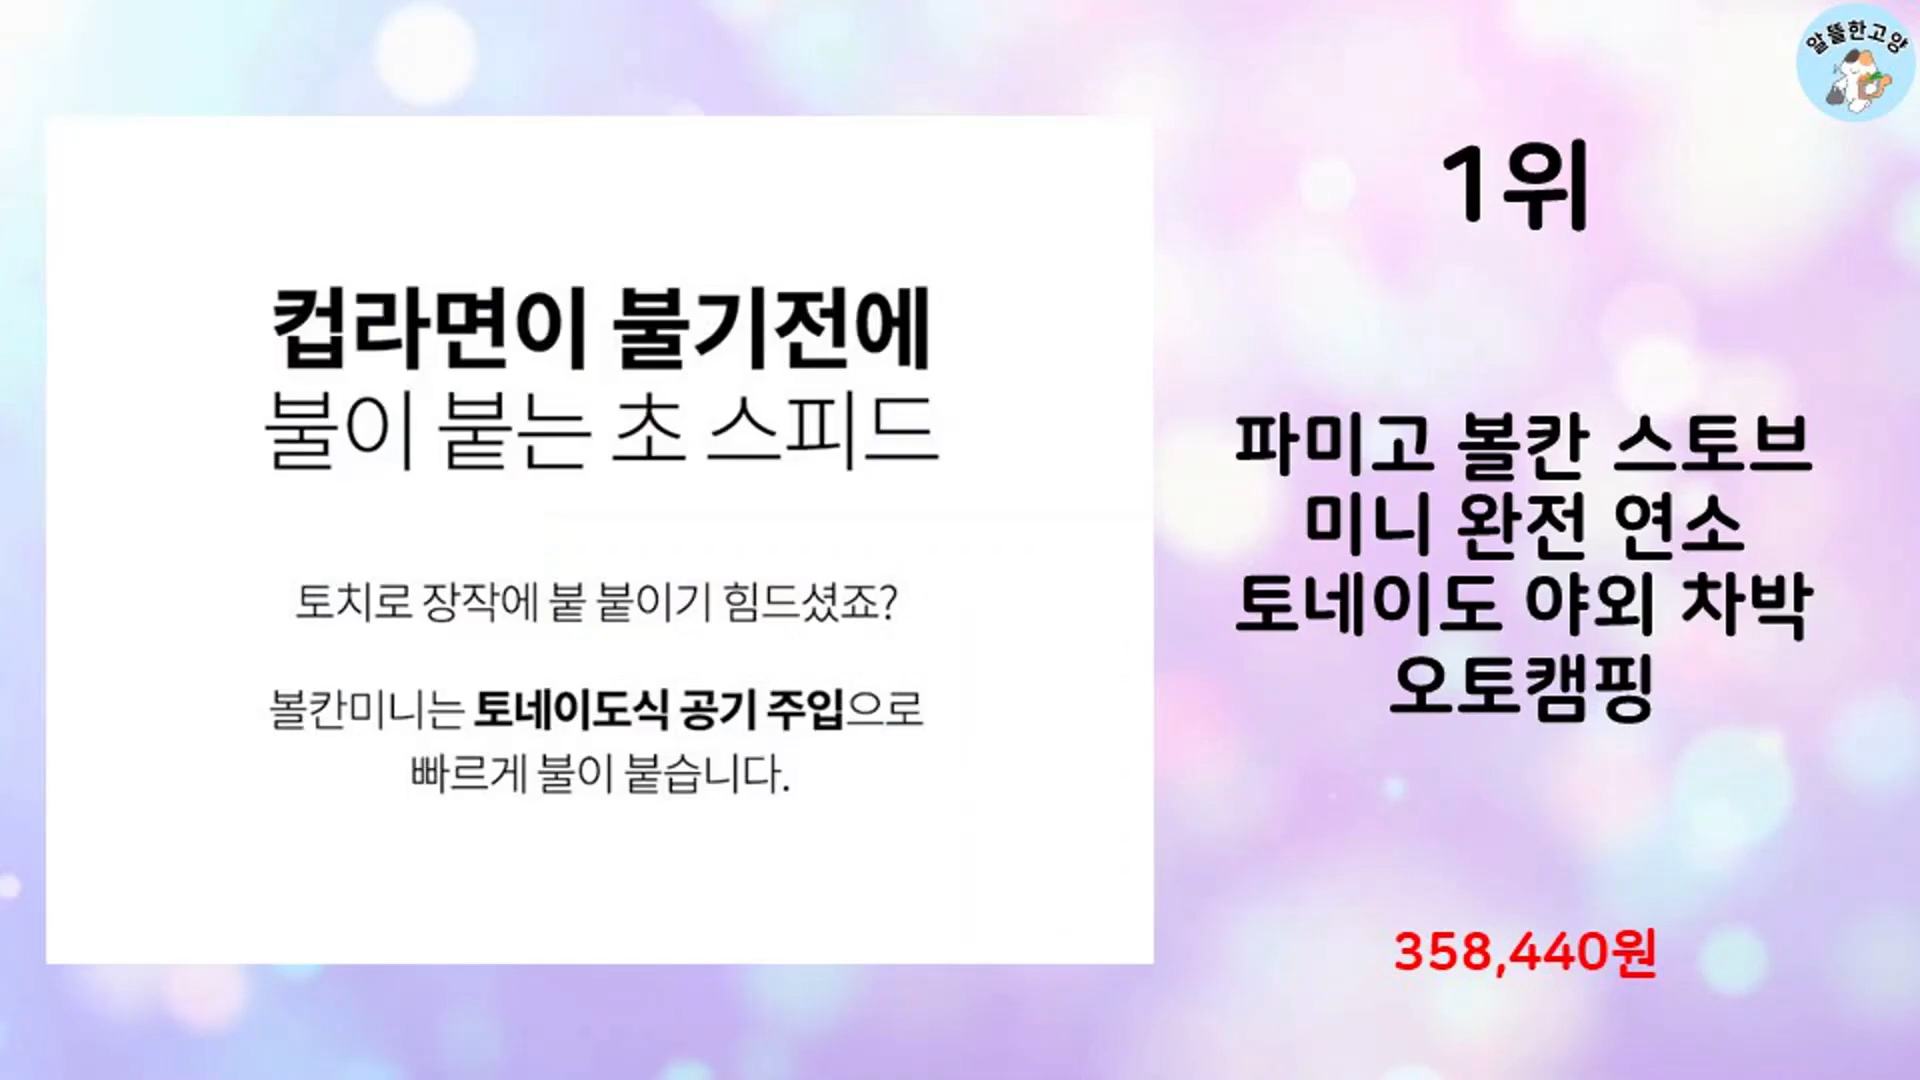 알뜰한고양
1위
컵라면이 불기전에
불이 붙는 초 스피드
토치로 장작에 붙 붙이기 힘드셨죠?
볼칸미니는 토네이도식 공기 주입으로
빠르게 불이 붙습니다.
파미고 볼칸 스토브
미니 완전 연소
토네이도 야외 차박
오토캠핑
358,440원